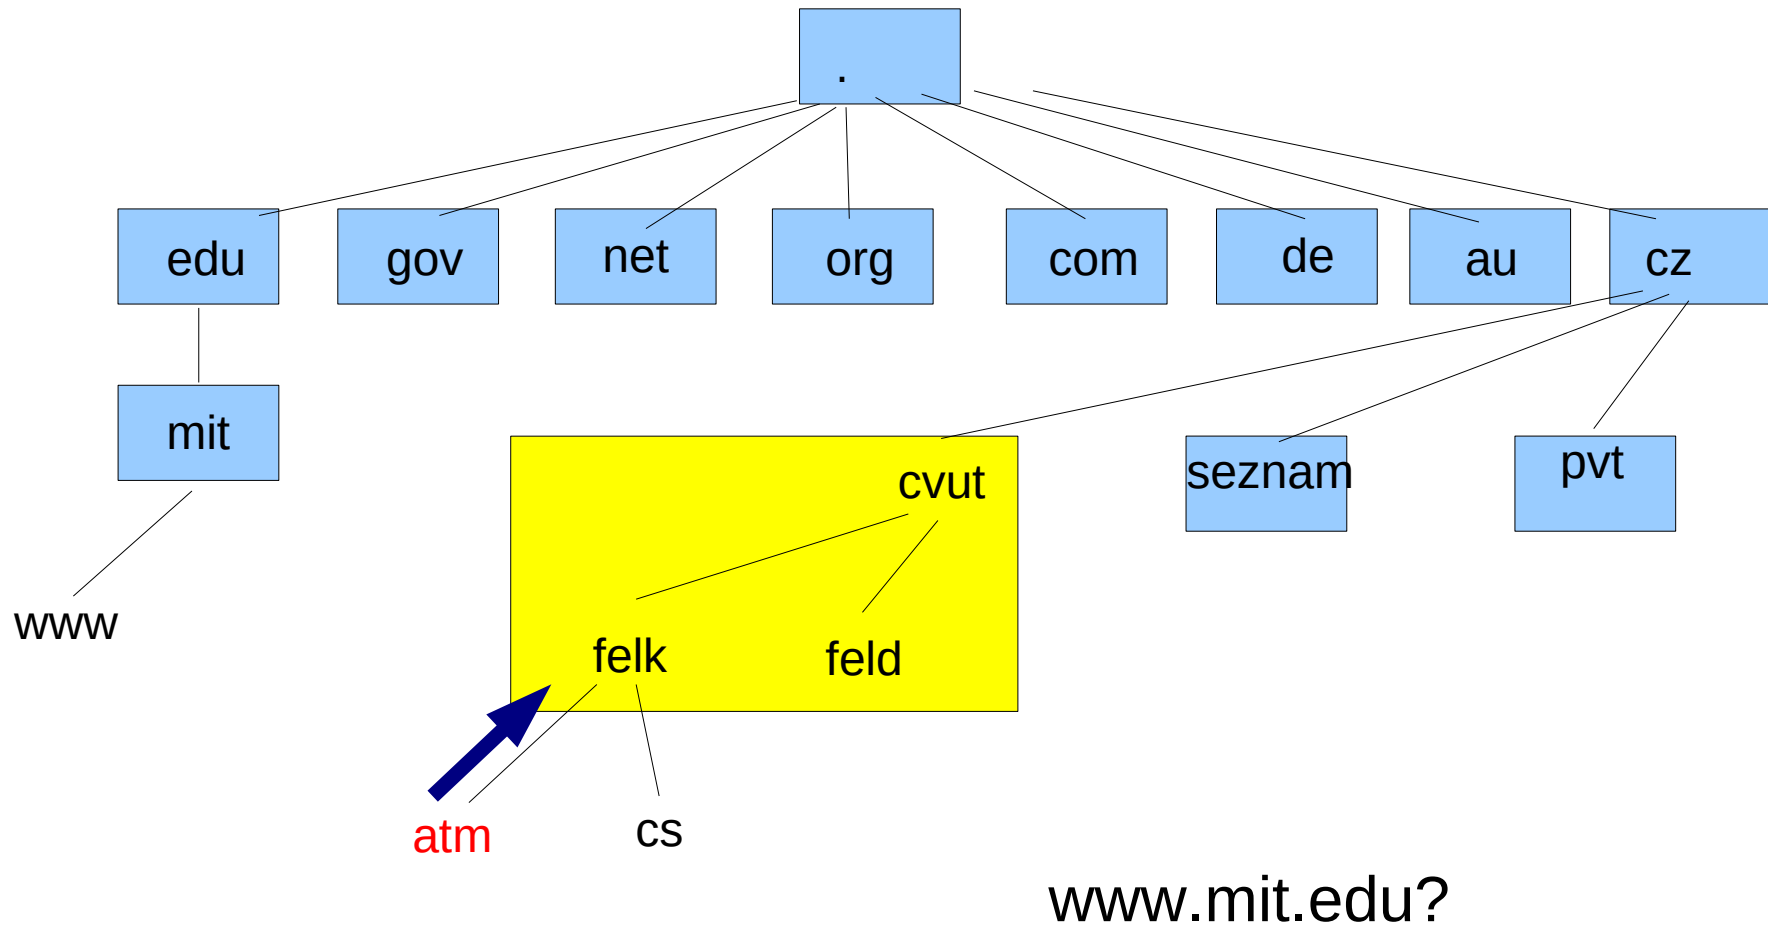 .
edu gov net org com de au cz
mit
cvut seznam pvt
www
felk feld
atm cs
www.mit.edu?